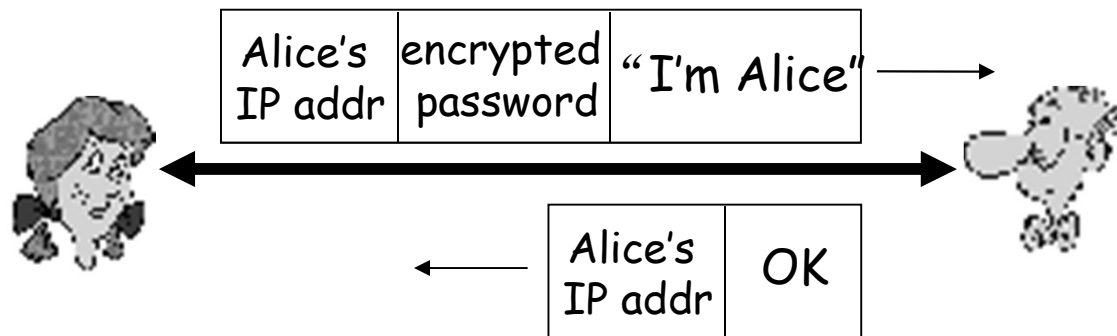 Alice's
IP addr
encrypted
password
“I'm Alice"
Alice's
IP addr
OK